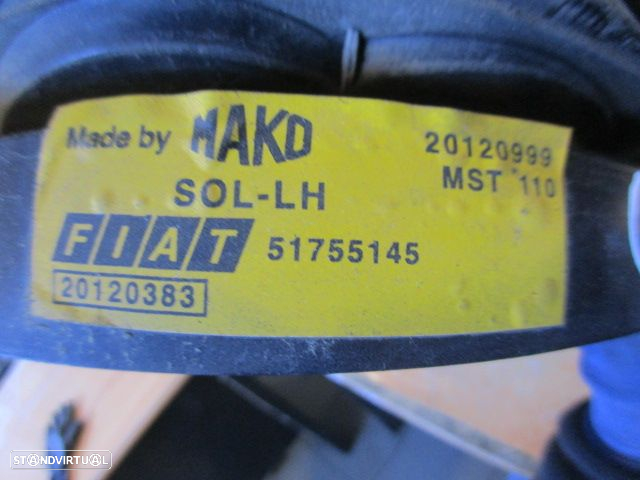 Made by MAKO
20120999
MST 110
SOL-LH
FIAT 51755145
20120383
STANDVIRTUAL